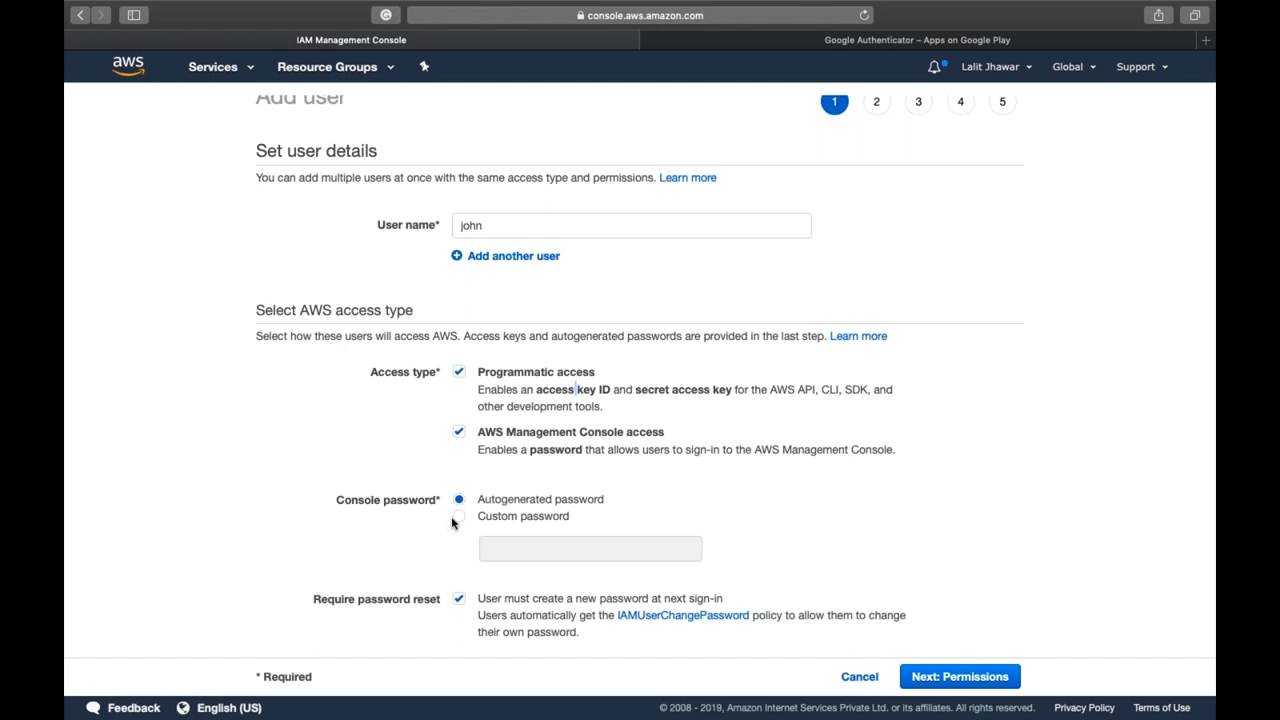 console.aws.amazon.com
IAM Management Console
Google Authenticator – Apps on Google Play
aws
Services
Resource Groups
Lalit Jhawar
Global
Support
Add user
1
2
3
4
5
Set user details
You can add multiple users at once with the same access type and permissions. Learn more
User name*
john
Add another user
Select AWS access type
Select how these users will access AWS. Access keys and autogenerated passwords are provided in the last step. Learn more
Access type*
Programmatic access
Enables an access key ID and secret access key for the AWS API, CLI, SDK, and
other development tools.
AWS Management Console access
Enables a password that allows users to sign-in to the AWS Management Console.
Console password*
Autogenerated password
Custom password
Require password reset
User must create a new password at next sign-in
Users automatically get the IAMUserChangePassword policy to allow them to change
their own password.
* Required
Cancel
Next: Permissions
Feedback
English (US)
© 2008 - 2019, Amazon Internet Services Private Ltd. or its affiliates. All rights reserved.
Privacy Policy
Terms of Use